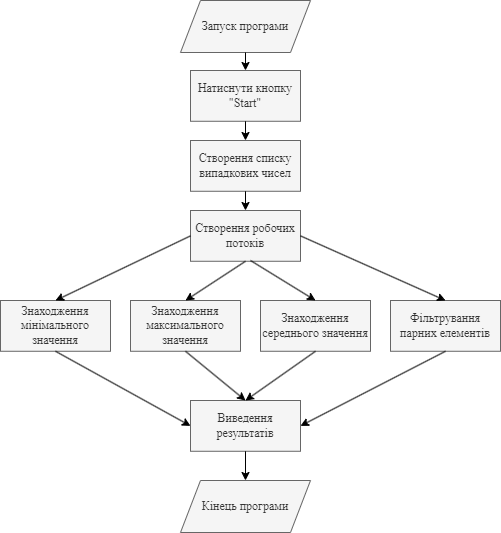 Запуск програми
Натиснути кнопку
"Start"
Створення списку
випадкових чисел
Створення робочих
потоків
Знаходження
мінімального
значення
Знаходження
максимального
значення
Знаходження
середнього значення
Фільтрування
парних елементів
Виведення
результатів
Кінець програми